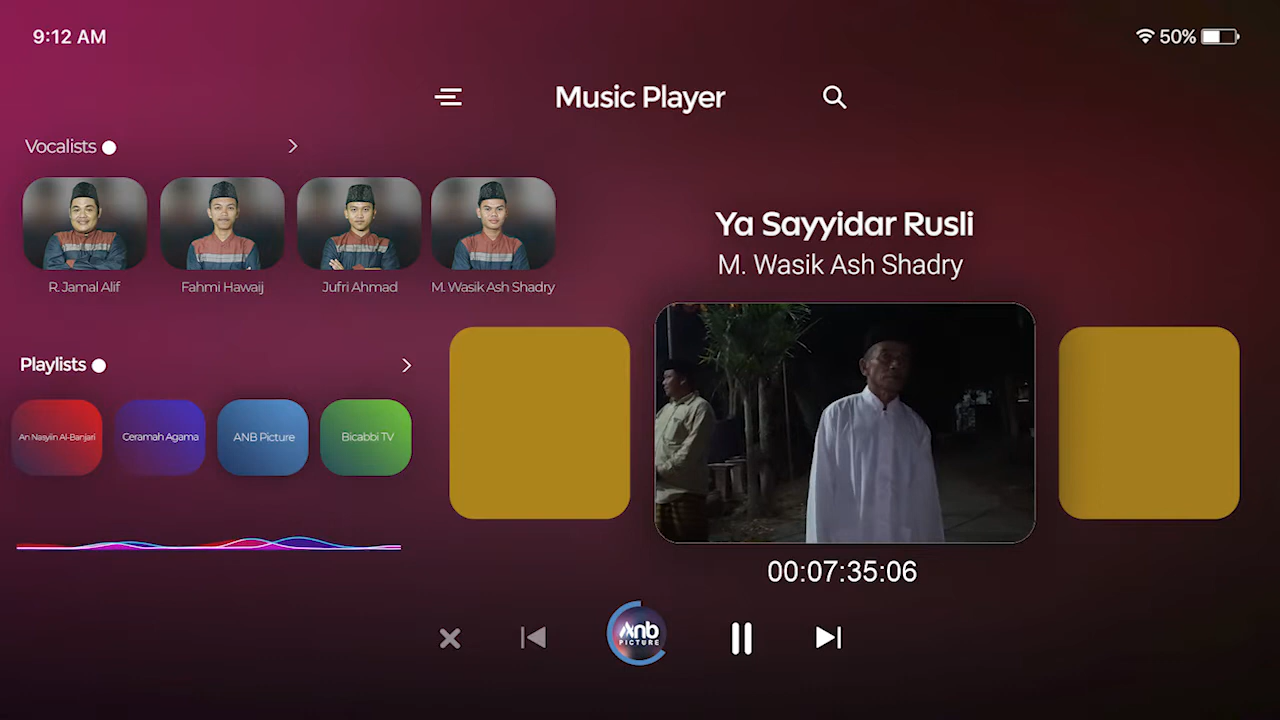 9:12 AM
50%
Music Player
Vocalists
R. Jamal Alif
Fahmi Hawaij
Jufri Ahmad
M. Wasik Ash Shadry
Ya Sayyidar Rusli
M. Wasik Ash Shadry
Playlists
An Nasyiin Al-Banjari
Ceramah Agama
ANB Picture
Bicabbi TV
00:07:35:06
Anb
PICTURE